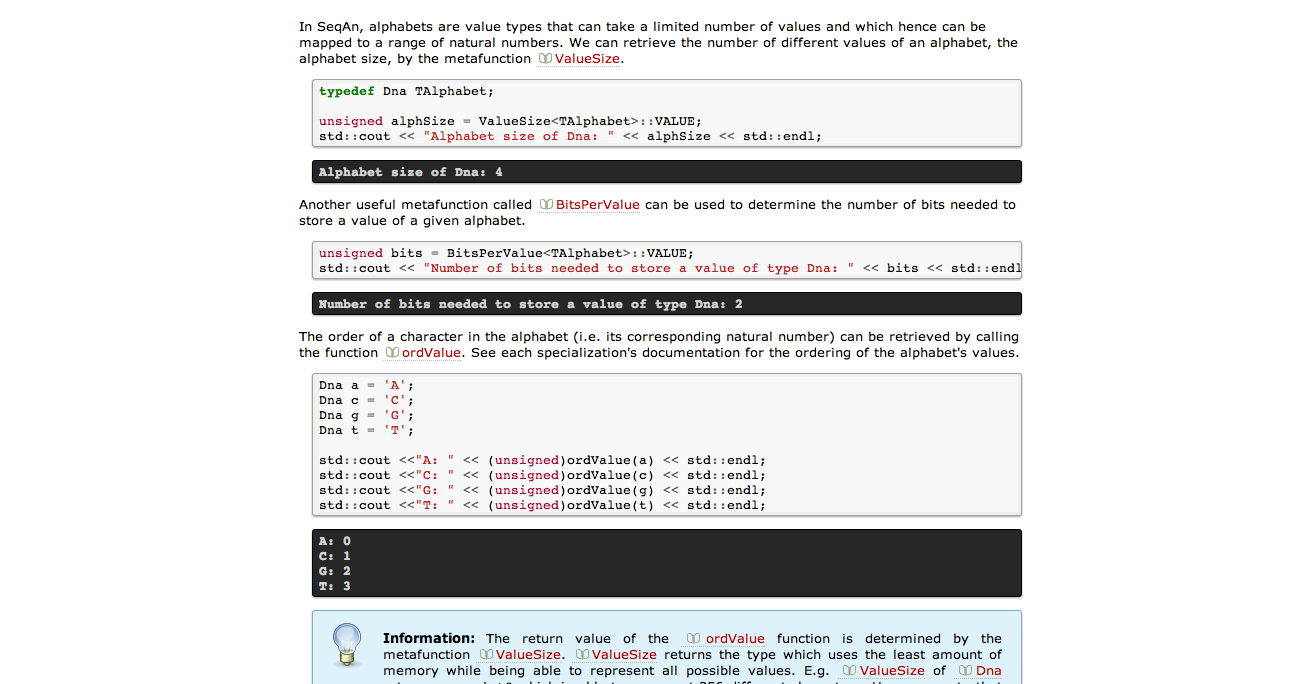 In SeqAn, alphabets are value types that can take a limited number of values and which hence can be
mapped to a range of natural numbers. We can retrieve the number of different values of an alphabet, the
alphabet size, by the metafunction ValueSize.
typedef Dna TAlphabet;
unsigned alphSize = ValueSize<TAlphabet>::VALUE;
std::cout << "Alphabet size of Dna: " << alphSize << std::endl;
Alphabet size of Dna: 4
Another useful metafunction called BitsPerValue can be used to determine the number of bits needed to
store a value of a given alphabet.
unsigned bits = BitsPerValue<TAlphabet>::VALUE;
std::cout << "Number of bits needed to store a value of type Dna: " << bits << std::endl
Number of bits needed to store a value of type Dna: 2
The order of a character in the alphabet (i.e. its corresponding natural number) can be retrieved by calling
the function ordValue. See each specialization's documentation for the ordering of the alphabet's values.
Dna a = 'A';
Dna c = 'C';
Dna g = 'G';
Dna t = 'T';
std::cout <<"A: " << (unsigned)ordValue(a) << std::endl;
std::cout <<"C: " << (unsigned)ordValue(c) << std::endl;
std::cout <<"G: " << (unsigned)ordValue(g) << std::endl;
std::cout <<"T: " << (unsigned)ordValue(t) << std::endl;
A: 0
C: 1
G: 2
T: 3
Information: The return value of the ordValue function is determined by the
metafunction ValueSize. ValueSize returns the type which uses the least amount of
memory while being able to represent all possible values. E.g. ValueSize of Dna